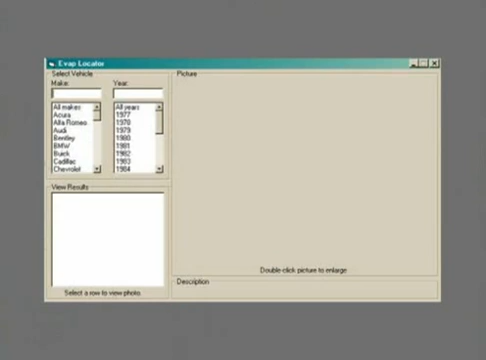 Evap Locator
Select Vehicle
Make:
Year:
All makes
Acura
Alfa Romeo
Audi
Bentley
BMW
Buick
Cadillac
Chevrolet
All years
1977
1978
1979
1980
1981
1982
1983
1984
View Results
Select a row to view photo.
Picture
Double-click picture to enlarge
Description